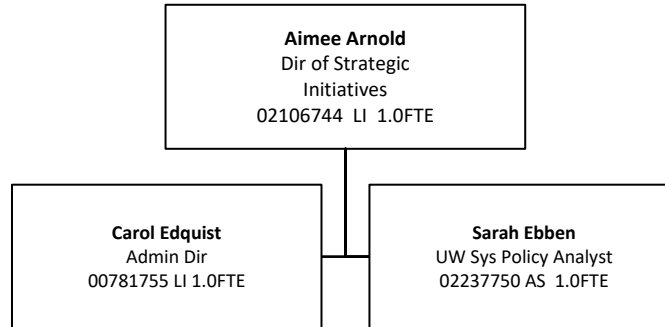 Aimee Arnold
Dir of Strategic
Initiatives
02106744 LI 1.0FTE
Carol Edquist
Admin Dir
00781755 LI 1.0FTE
Sarah Ebben
UW Sys Policy Analyst
02237750 AS 1.0FTE